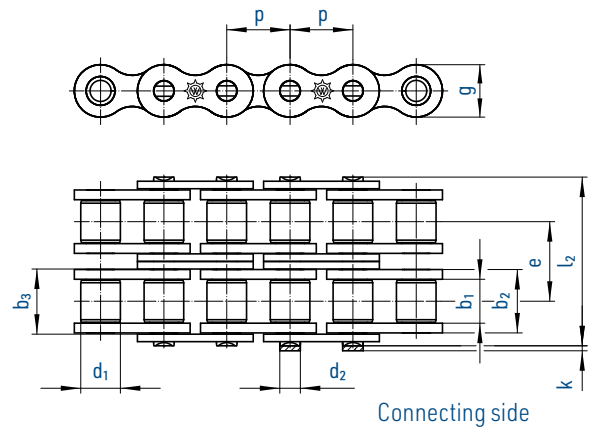 p p
g
b₃
e
l₂
b₁
b₂
d₁
d₂
k
Connecting side